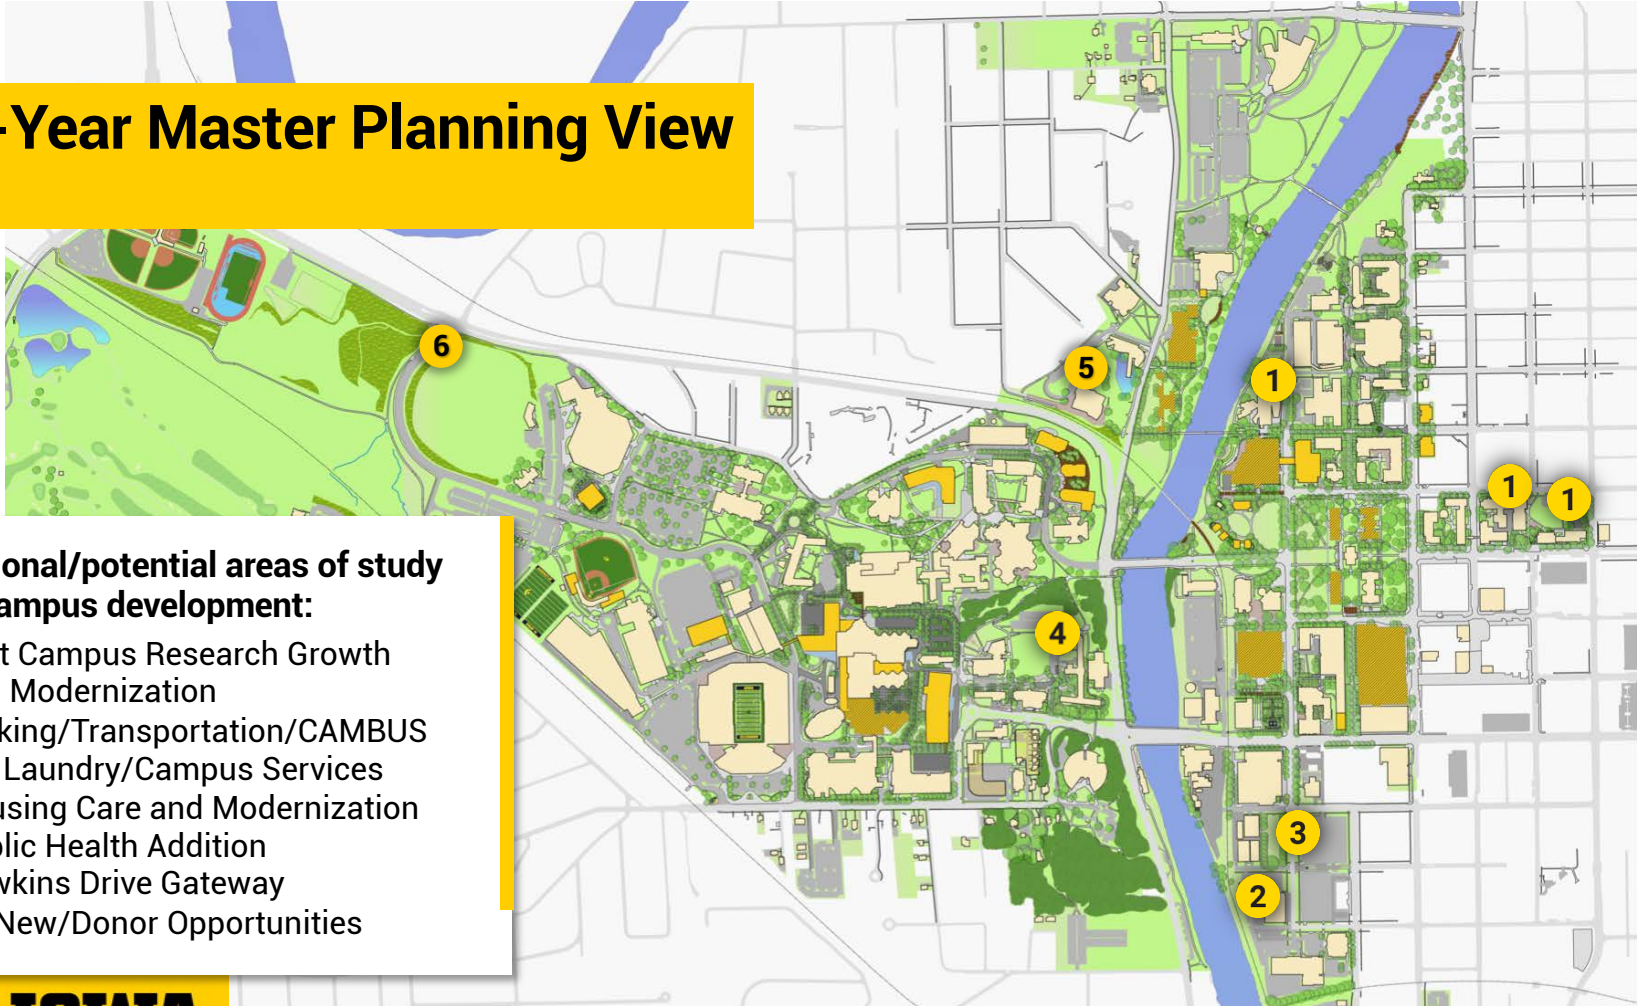 -Year Master Planning View
onal/potential areas of study
ampus development:
t Campus Research Growth
Modernization
king/Transportation/CAMBUS
Laundry/Campus Services
using Care and Modernization
lic Health Addition
wkins Drive Gateway
New/Donor Opportunities
IOWA
6
5
1
1
1
4
3
2